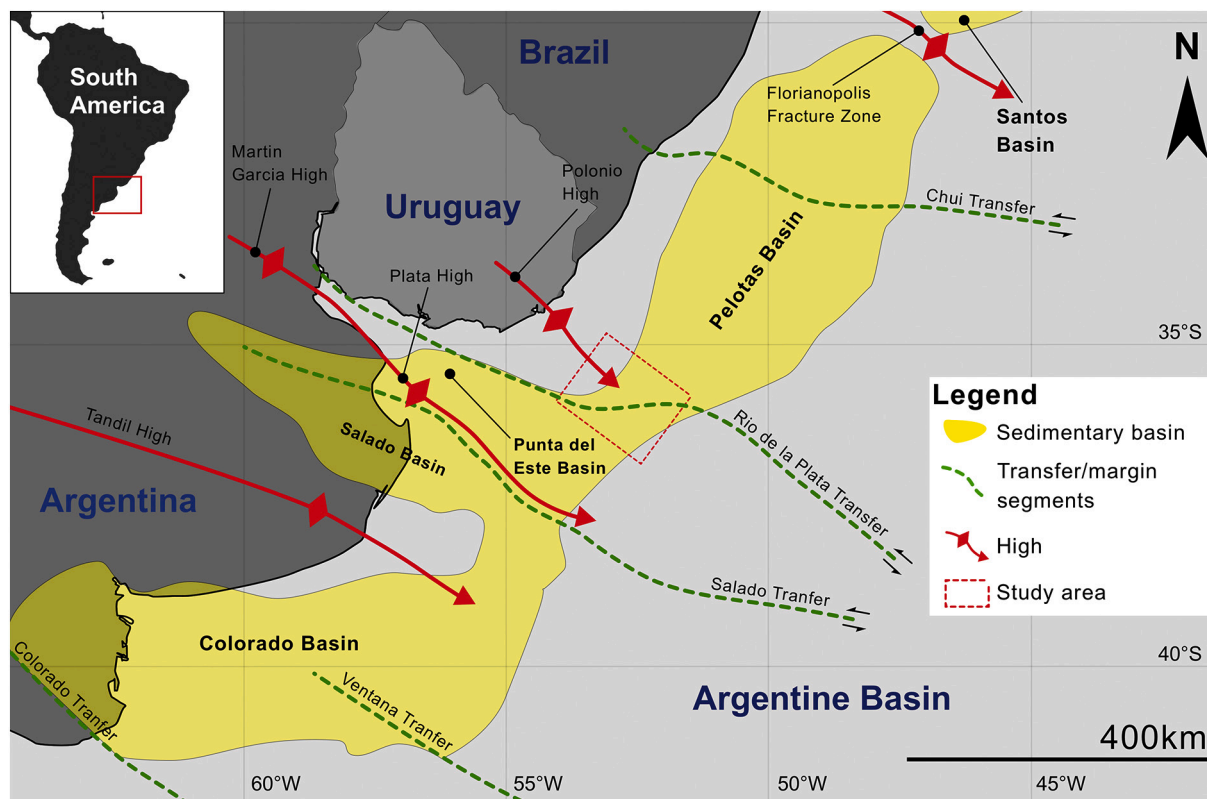 South
America
Brazil
N
Florianopolis
Fracture Zone
Santos
Basin
Martin
Garcia High
Polonio
High
Uruguay
Chui Transfer
Plata High
Pelotas Basin
35°S
Tandil High
Salado Basin
Punta del
Este Basin
Rio de la Plata Transfer
Argentina
Legend
Sedimentary basin
Transfer/margin
segments
High
Study area
Salado Tranfer
Colorado Basin
Colorado Tranfer
Ventana Tranfer
40°S
Argentine Basin
400km
60°W
55°W
50°W
45°W